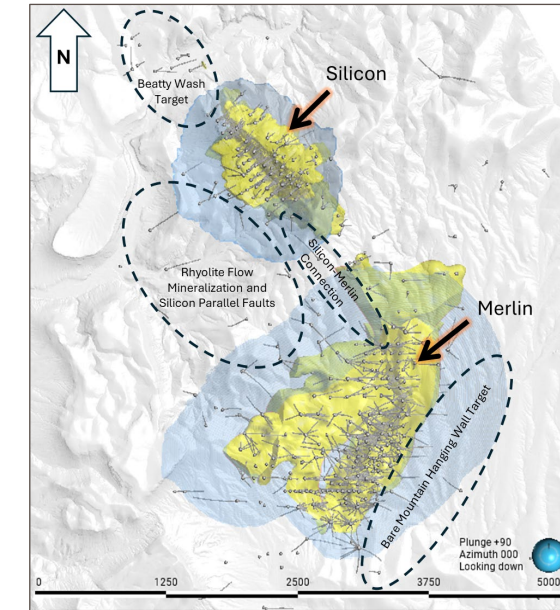 N
Beatty Wash
Target
Silicon
Silicon-Merlin
Connection
Rhyolite Flow
Mineralization and
Silicon Parallel Faults
Merlin
Bare Mountain Hanging Wall Target
Plunge +90
Azimuth 000
Looking down
0 1250 2500 3750 5000